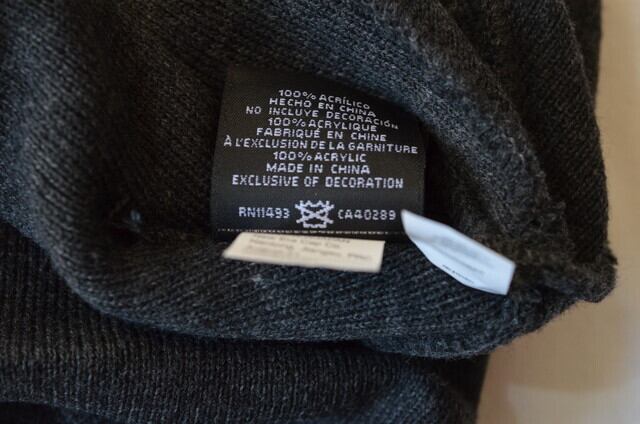 100% ACRÍLICO
HECHO EN CHINA
NO INCLUYE DECORACIÓN
100% ACRYLIQUE
FABRIQUÉ EN CHINE
À L'EXCLUSION DE LA GARNITURE
100% ACRYLIC
MADE IN CHINA
EXCLUSIVE OF DECORATION
RN11493 CA40289